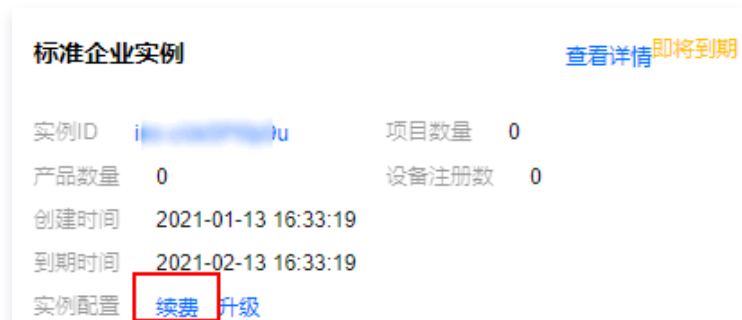 标准企业实例 查看详情 即将到期
实例ID 项目数量 0
产品数量 0 设备注册数 0
创建时间 2021-01-13 16:33:19
到期时间 2021-02-13 16:33:19
实例配置 续费 升级